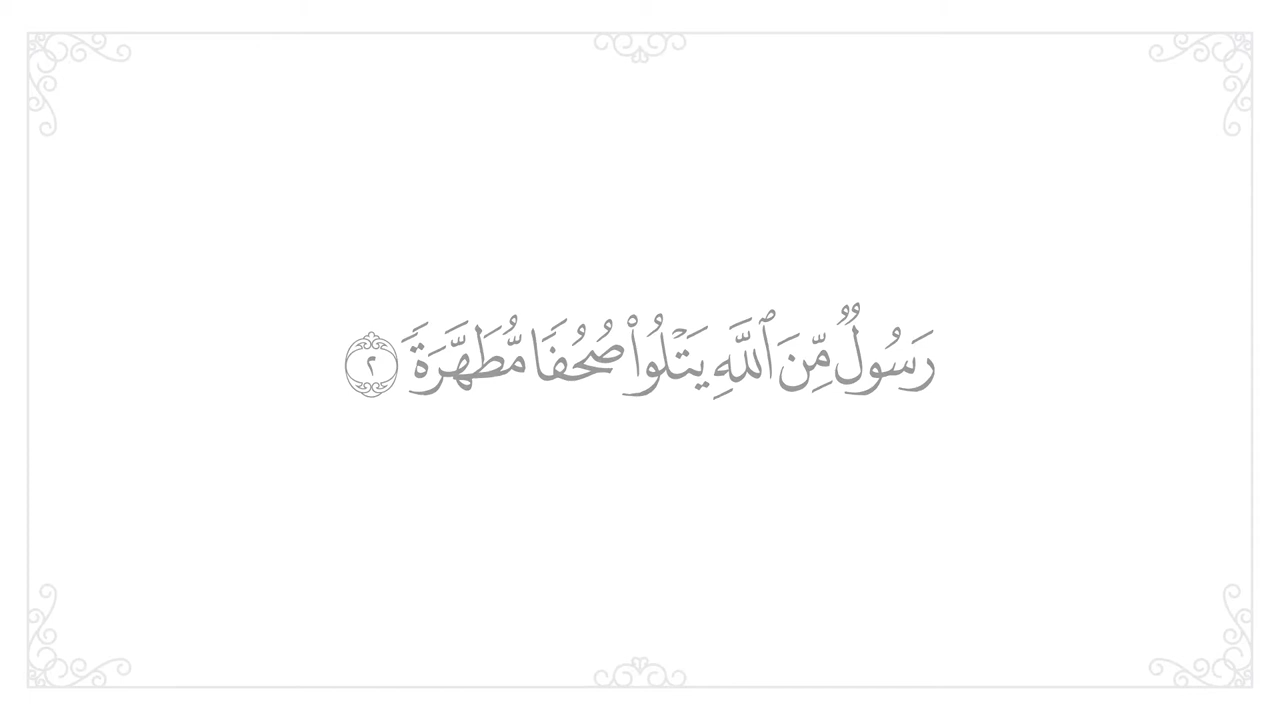 رَسُولٌ مِّنَ ٱللَّهِ يَتْلُوا۟ صُحُفًا مُّطَهَّرَةً ٢